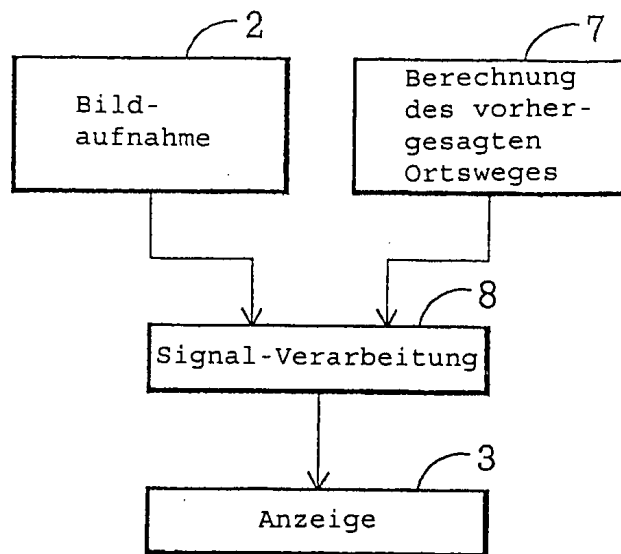 2
7
Bild-
aufnahme
Berechnung
des vorher-
gesagten
Ortsweges
8
Signal-Verarbeitung
3
Anzeige